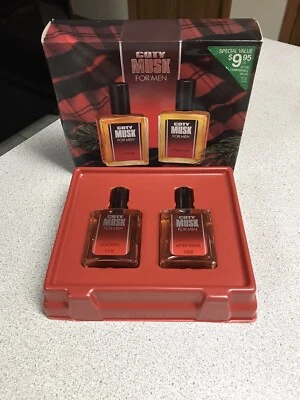 COTY
MUSK
FOR MEN
SPECIAL VALUE
$9.95
COTY
MUSK
FOR MEN
COTY
MUSK
FOR MEN
COTY
MUSK
FOR MEN
COLOGNE
COTY
MUSK
FOR MEN
AFTER SHAVE